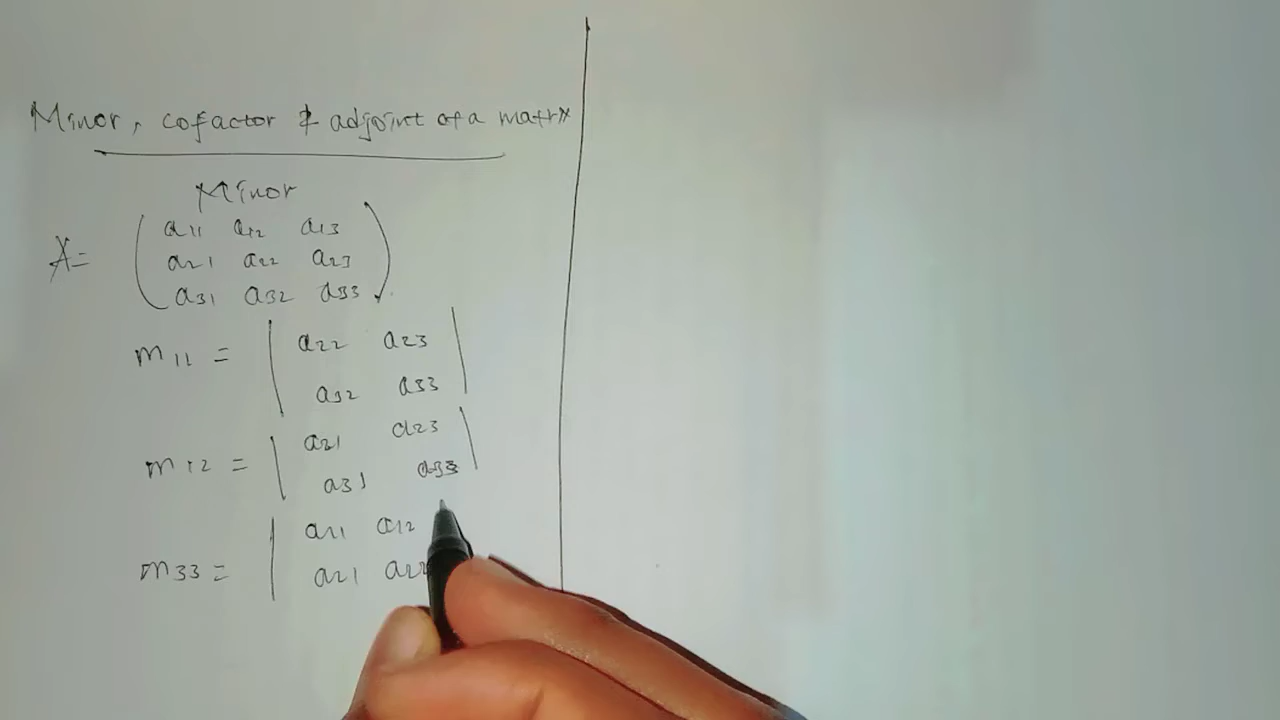 Minor, cofactor & adjoint of a matrix
Minor
A = ( a11 a12 a13
a21 a22 a23
a31 a32 a33 )
m11 = | a22 a23 |
a32 a33
m12 = | a21 a23 |
a31 a33
m33 = | a11 a12
a21 a22